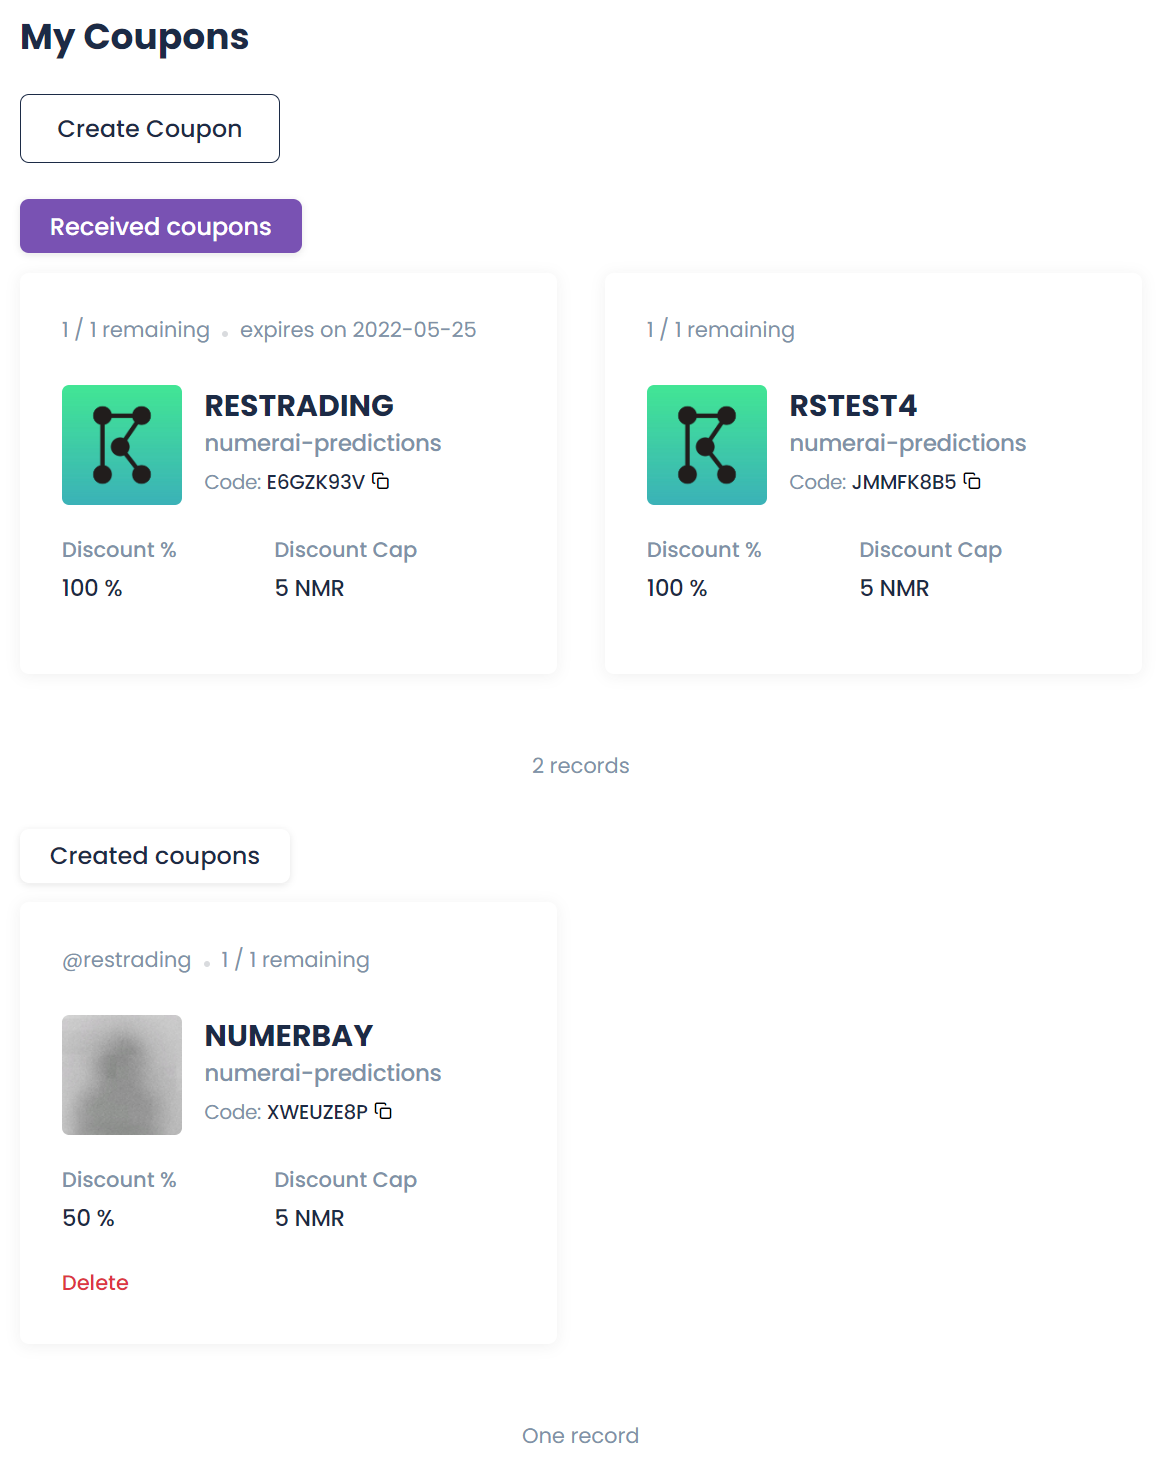 My Coupons
Create Coupon
Received coupons
1 / 1 remaining . expires on 2022-05-25
RESTRADING
numerai-predictions
Code: E6GZK93V
Discount % Discount Cap
100 % 5 NMR
1 / 1 remaining
RSTEST4
numerai-predictions
Code: JMMFK8B5
Discount % Discount Cap
100 % 5 NMR
2 records
Created coupons
@restrading . 1 / 1 remaining
NUMERBAY
numerai-predictions
Code: XWEUZE8P
Discount % Discount Cap
50 % 5 NMR
Delete
One record